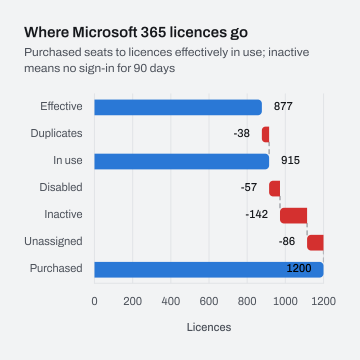 Where Microsoft 365 licences go
Purchased seats to licences effectively in use; inactive
means no sign-in for 90 days
Effective 877
Duplicates -38
In use 915
Disabled -57
Inactive -142
Unassigned -86
Purchased 1200
0 200 400 600 800 1000 1200
Licences